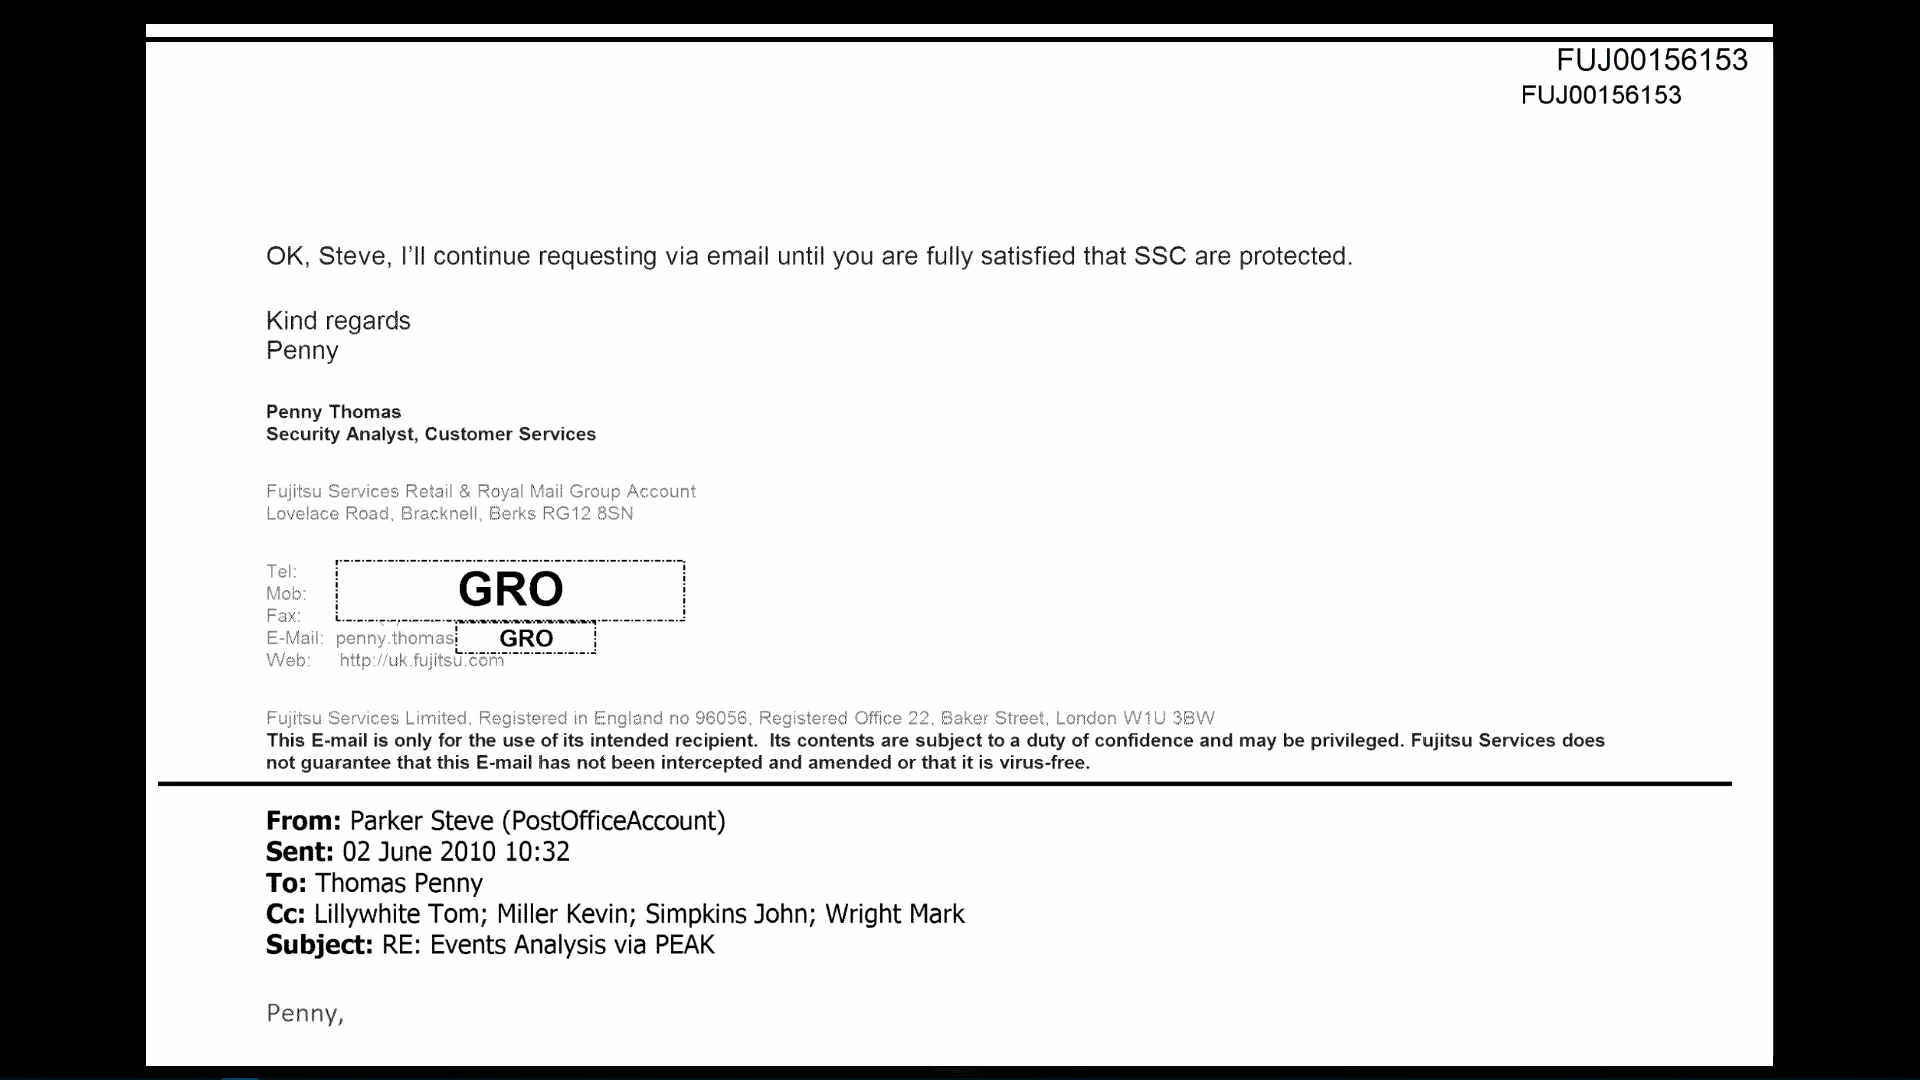 FUJ00156153
FUJ00156153
OK, Steve, I'll continue requesting via email until you are fully satisfied that SSC are protected.
Kind regards
Penny
Penny Thomas
Security Analyst, Customer Services
Fujitsu Services Retail & Royal Mail Group Account
Lovelace Road, Bracknell, Berks RG12 8SN
Tel:
GRO
Mob:
Fax:
E-Mail: penny.thomas GRO
Web: http://uk.fujitsu.com
Fujitsu Services Limited, Registered in England no 96056, Registered Office 22, Baker Street, London W1U 3BW
This E-mail is only for the use of its intended recipient. Its contents are subject to a duty of confidence and may be privileged. Fujitsu Services does
not guarantee that this E-mail has not been intercepted and amended or that it is virus-free.
From: Parker Steve (PostOfficeAccount)
Sent: 02 June 2010 10:32
To: Thomas Penny
Cc: Lillywhite Tom; Miller Kevin; Simpkins John; Wright Mark
Subject: RE: Events Analysis via PEAK
Penny,